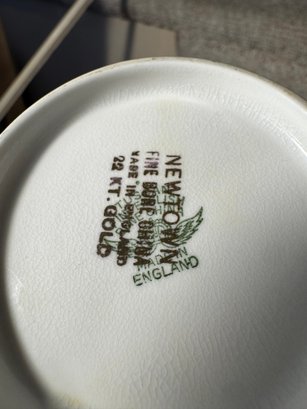 NEWTOWN
FINE BONE CHINA
MADE IN ENGLAND
22 KT. GOLD
ENGLAND